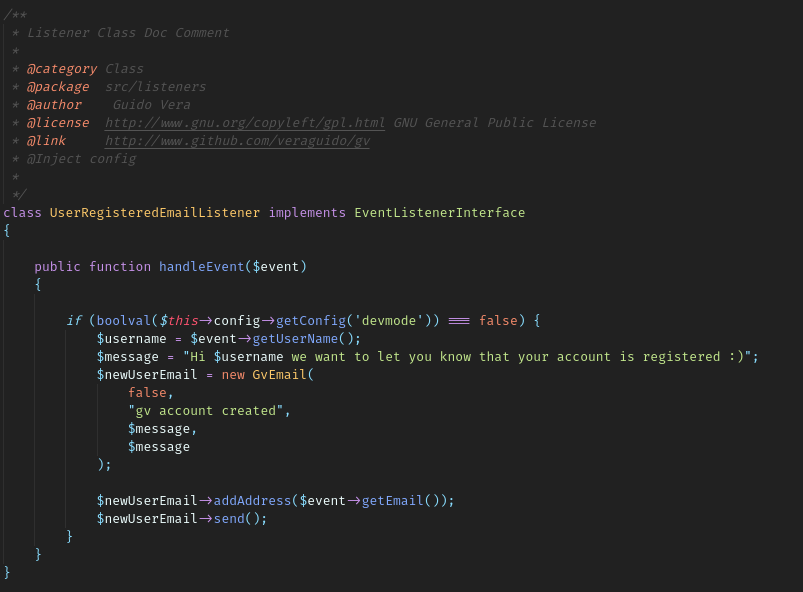 /**
 * Listener Class Doc Comment
 *
 * @category Class
 * @package  src/listeners
 * @author    Guido Vera
 * @license  http://www.gnu.org/copyleft/gpl.html GNU General Public License
 * @link     http://www.github.com/veraguido/gv
 * @Inject config
 *
 */
class UserRegisteredEmailListener implements EventListenerInterface
{
    public function handleEvent($event)
    {
        if (boolval($this->config->getConfig('devmode')) === false) {
            $username = $event->getUserName();
            $message = "Hi $username we want to let you know that your account is registered :)";
            $newUserEmail = new GvEmail(
                false,
                "gv account created",
                $message,
                $message
            );
            $newUserEmail->addAddress($event->getEmail());
            $newUserEmail->send();
        }
    }
}